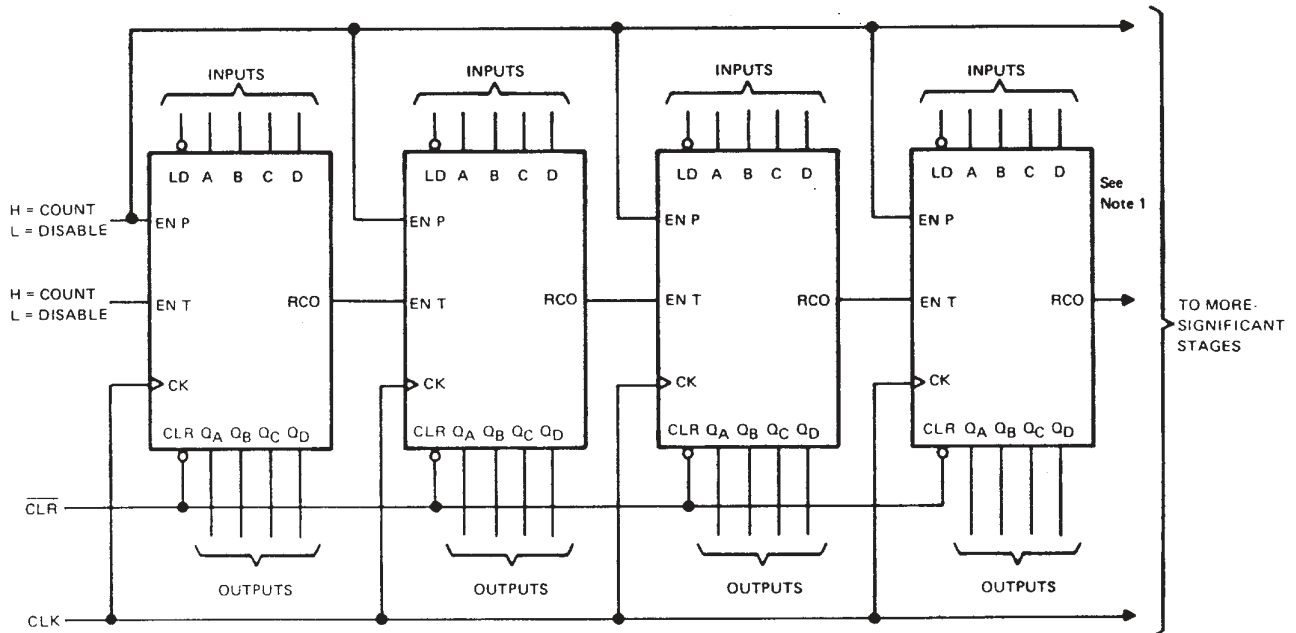 INPUTS INPUTS INPUTS INPUTS
LD A B C D LD A B C D LD A B C D LD A B C D
See
Note 1
H = COUNT
L = DISABLE
EN P EN P EN P EN P
H = COUNT
L = DISABLE
EN T RCO EN T RCO EN T RCO EN T RCO
TO MORE-
SIGNIFICANT
STAGES
CK CK CK CK
CLR QA QB QC QD CLR QA QB QC QD CLR QA QB QC QD CLR QA QB QC QD
C̅L̅R̅
OUTPUTS OUTPUTS OUTPUTS OUTPUTS
CLK